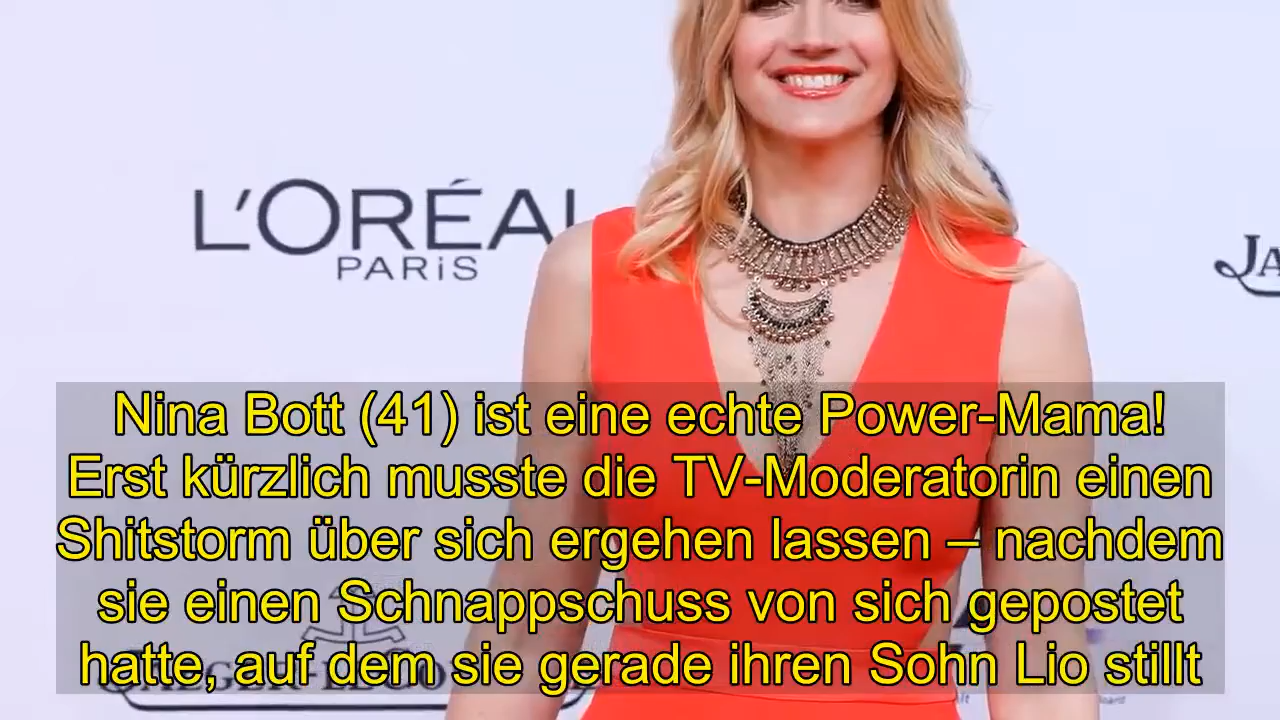 L'ORÉAL
PARiS
JA
Nina Bott (41) ist eine echte Power-Mama!
Erst kürzlich musste die TV-Moderatorin einen
Shitstorm über sich ergehen lassen – nachdem
sie einen Schnappschuss von sich gepostet
hatte, auf dem sie gerade ihren Sohn Lio stillt